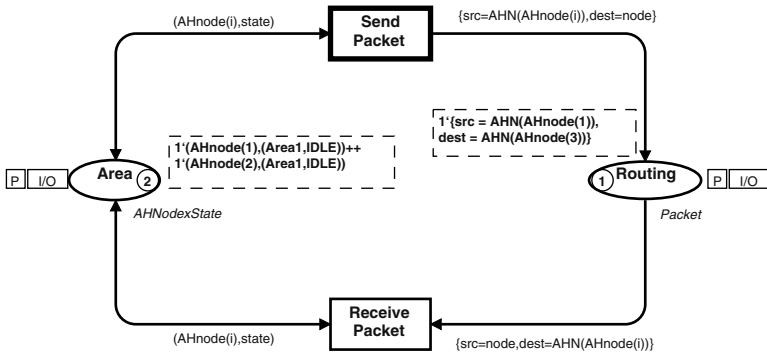 (AHnode(i),state)
Send
Packet
{src=AHN(AHnode(i)),dest=node}
1‘(AHnode(1),(Area1,IDLE))++
1‘(AHnode(2),(Area1,IDLE))
1‘{src = AHN(AHnode(1)),
dest = AHN(AHnode(3))}
P I/O
Area
2
AHNodexState
1
Routing
P I/O
Packet
(AHnode(i),state)
Receive
Packet
{src=node,dest=AHN(AHnode(i))}